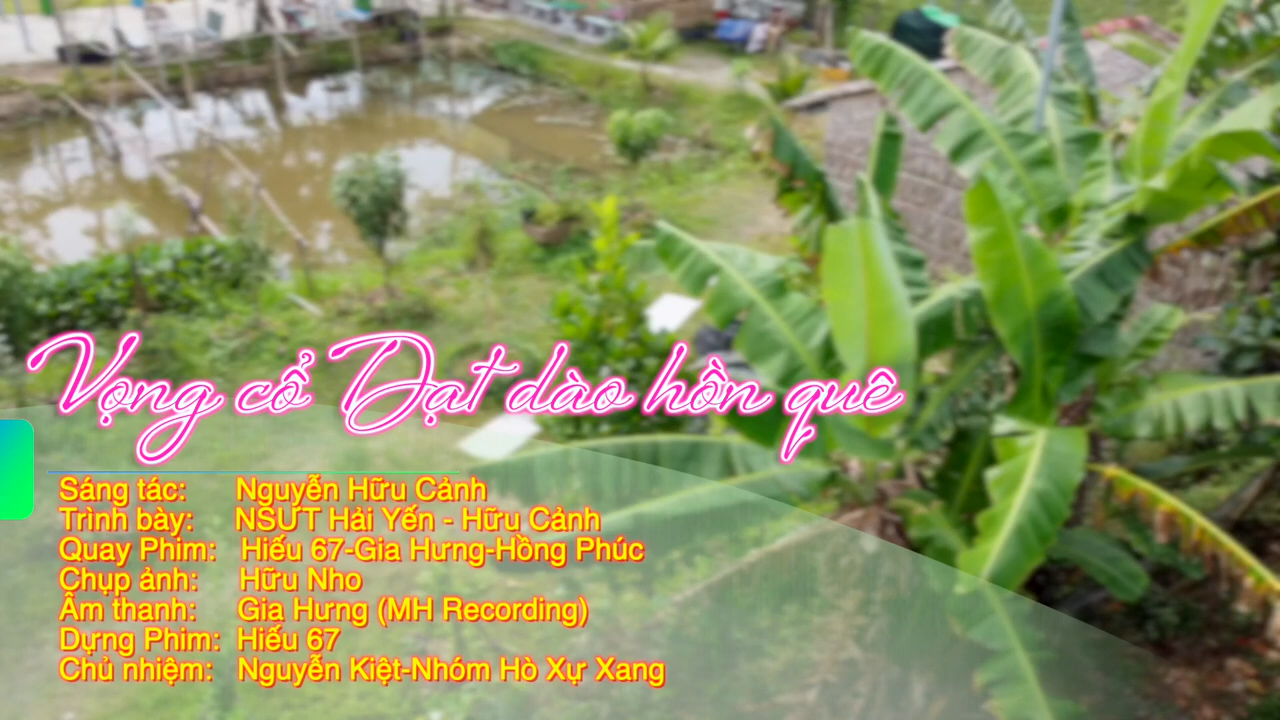 Vọng cổ Dạt dào hồn quê
Sáng tác: Nguyễn Hữu Cảnh
Trình bày: NSƯT Hải Yến - Hữu Cảnh
Quay Phim: Hiếu 67-Gia Hưng-Hồng Phúc
Chụp ảnh: Hữu Nho
Âm thanh: Gia Hưng (MH Recording)
Dựng Phim: Hiếu 67
Chủ nhiệm: Nguyễn Kiệt-Nhóm Hò Xự Xang